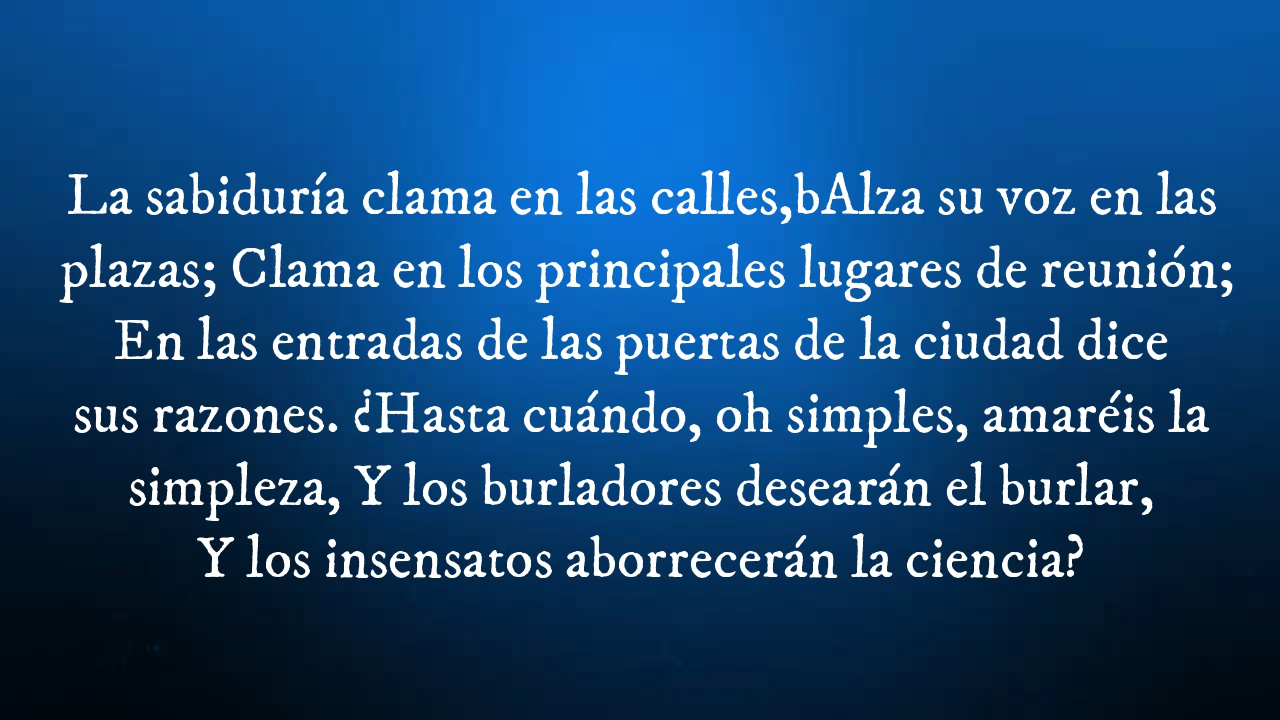 La sabiduría clama en las calles,bAlza su voz en las
plazas; Clama en los principales lugares de reunión;
En las entradas de las puertas de la ciudad dice
sus razones. ¿Hasta cuándo, oh simples, amaréis la
simpleza, Y los burladores desearán el burlar,
Y los insensatos aborrecerán la ciencia?